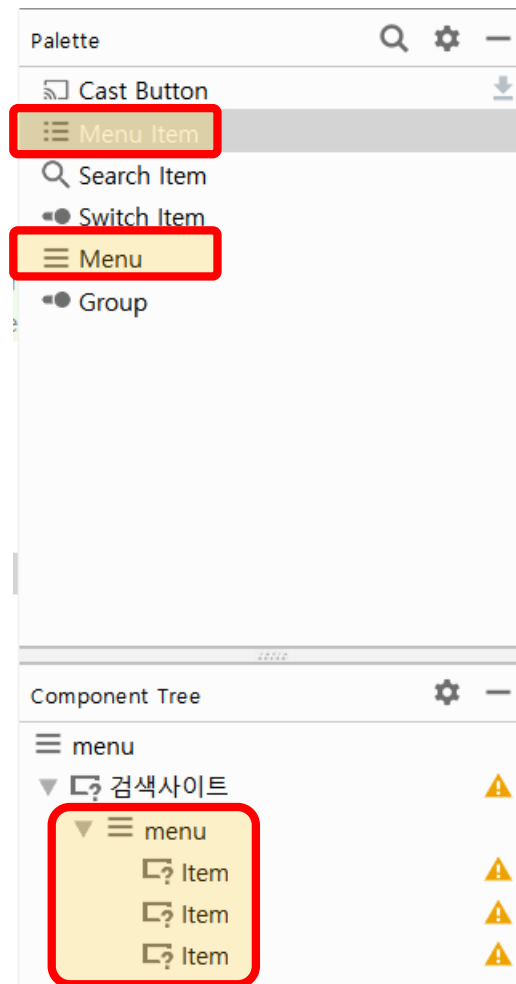 Palette
Cast Button
Menu Item
Search Item
Switch Item
Menu
Group
Component Tree
menu
검색사이트
menu
Item
Item
Item